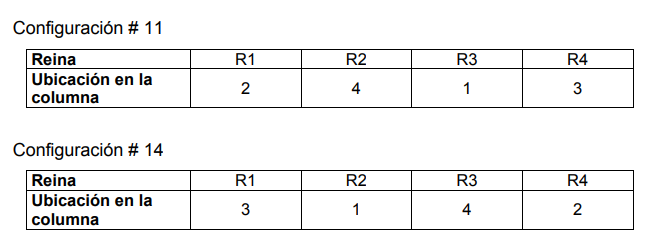 Configuración # 11
Reina R1 R2 R3 R4
Ubicación en la columna 2 4 1 3
Configuración # 14
Reina R1 R2 R3 R4
Ubicación en la columna 3 1 4 2